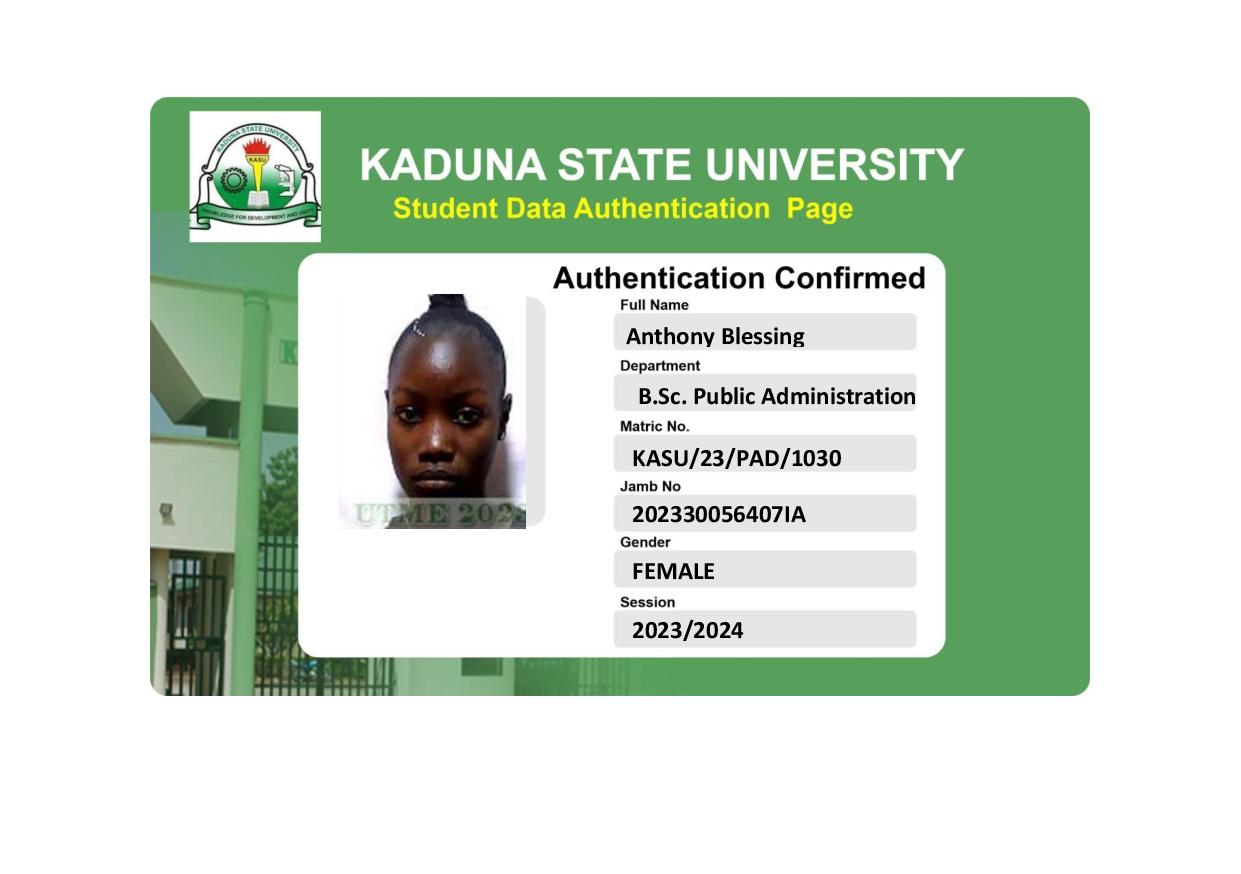 KADUNA STATE UNIVERSITY
KASU
KNOWLEDGE FOR DEVELOPMENT AND UNITY
KADUNA STATE UNIVERSITY
Student Data Authentication Page
Authentication Confirmed
Full Name
Anthony Blessing
Department
B.Sc. Public Administration
Matric No.
KASU/23/PAD/1030
Jamb No
202330056407IA
Gender
FEMALE
Session
2023/2024
UTME 202
K